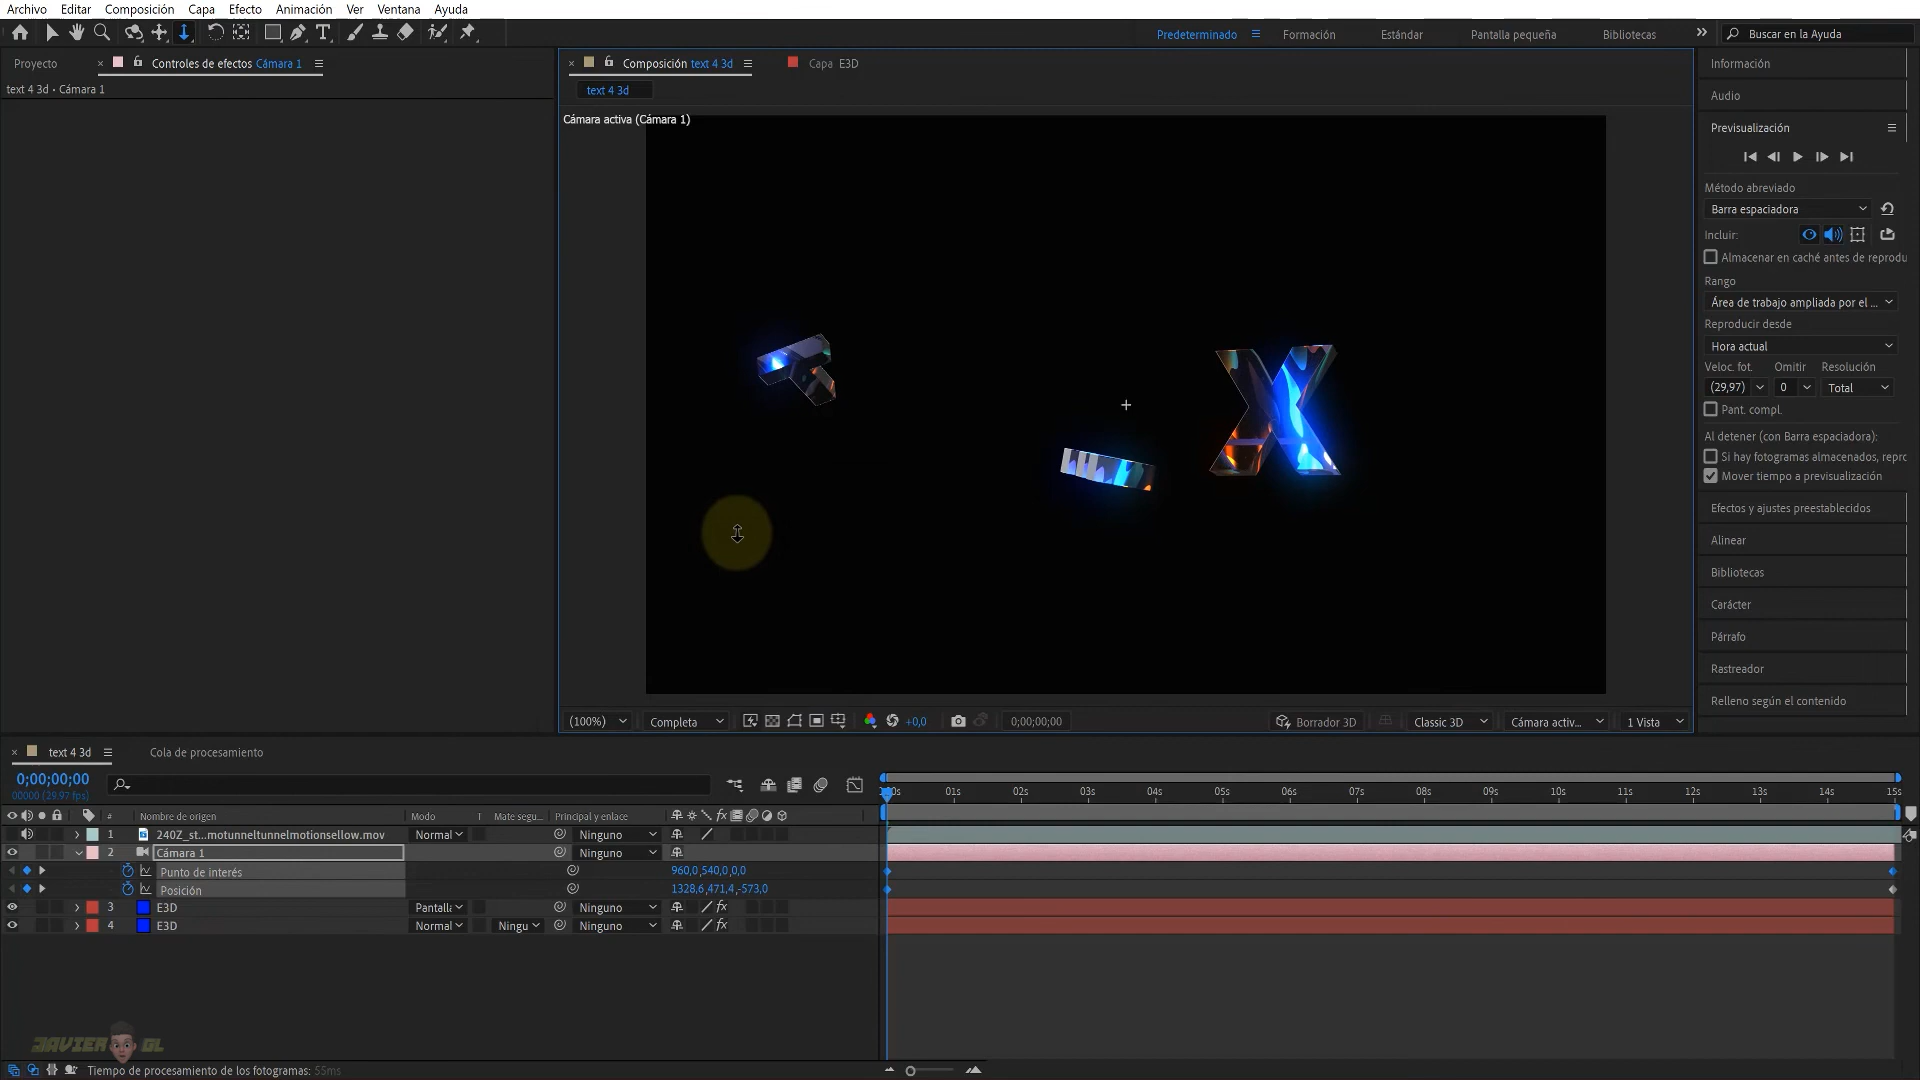 Archivo Editar Composición Capa Efecto Animación Ver Ventana Ayuda
Predeterminado Formación Estándar Pantalla pequeña Bibliotecas Buscar en la Ayuda
Proyecto Controles de efectos Cámara 1 Composición text 4 3d Capa E3D
text 4 3d • Cámara 1
text 4 3d
Cámara activa (Cámara 1)
X
Información
Audio
Previsualización
Método abreviado
Barra espaciadora
Incluir:
Almacenar en caché antes de reprodu
Rango
Área de trabajo ampliada por el ...
Reproducir desde
Hora actual
Veloc. fot. Omitir Resolución
(29,97) 0 Total
Pant. compl.
Al detener (con Barra espaciadora):
Si hay fotogramas almacenados, repro
Mover tiempo a previsualización
Efectos y ajustes preestablecidos
Alinear
Bibliotecas
Carácter
Párrafo
Rastreador
Relleno según el contenido
(100%) Completa +0,0 0;00;00;00 Borrador 3D Classic 3D Cámara activ... 1 Vista
text 4 3d Cola de procesamiento
0;00;00;00
00000 (29.97 fps)
01s 02s 03s 04s 05s 06s 07s 08s 09s 10s 11s 12s 13s 14s 15s
# Nombre de origen Modo T Mate segu... Principal y enlace
1 240Z_st...motunneltunnelmotionsellow.mov Normal Ninguno
2 Cámara 1 Ninguno
Punto de interés 960,0,540,0,0,0
Posición 1328,6,471,4,-573,0
3 E3D Pantalla Ninguno
4 E3D Normal Ningu Ninguno
JAVIER GL
Tiempo de procesamiento de los fotogramas: 55ms